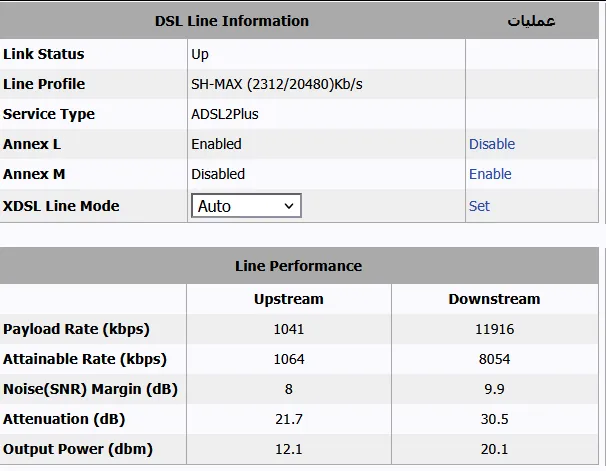 DSL Line Information عمليات
Link Status Up
Line Profile SH-MAX (2312/20480)Kb/s
Service Type ADSL2Plus
Annex L Enabled Disable
Annex M Disabled Enable
XDSL Line Mode Auto Set
Line Performance
Upstream Downstream
Payload Rate (kbps) 1041 11916
Attainable Rate (kbps) 1064 8054
Noise(SNR) Margin (dB) 8 9.9
Attenuation (dB) 21.7 30.5
Output Power (dbm) 12.1 20.1